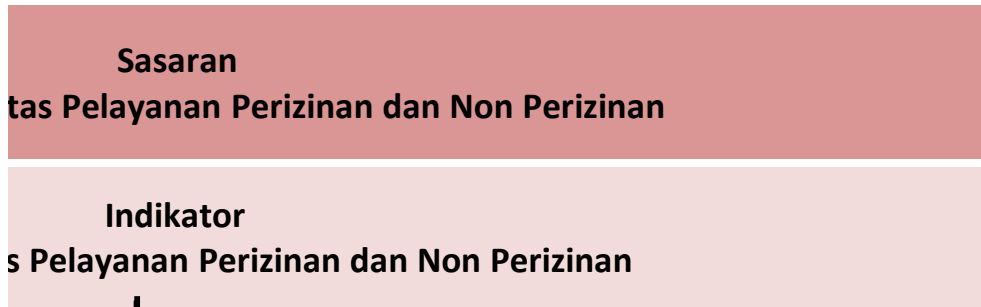 Sasaran
tas Pelayanan Perizinan dan Non Perizinan
Indikator
s Pelayanan Perizinan dan Non Perizinan